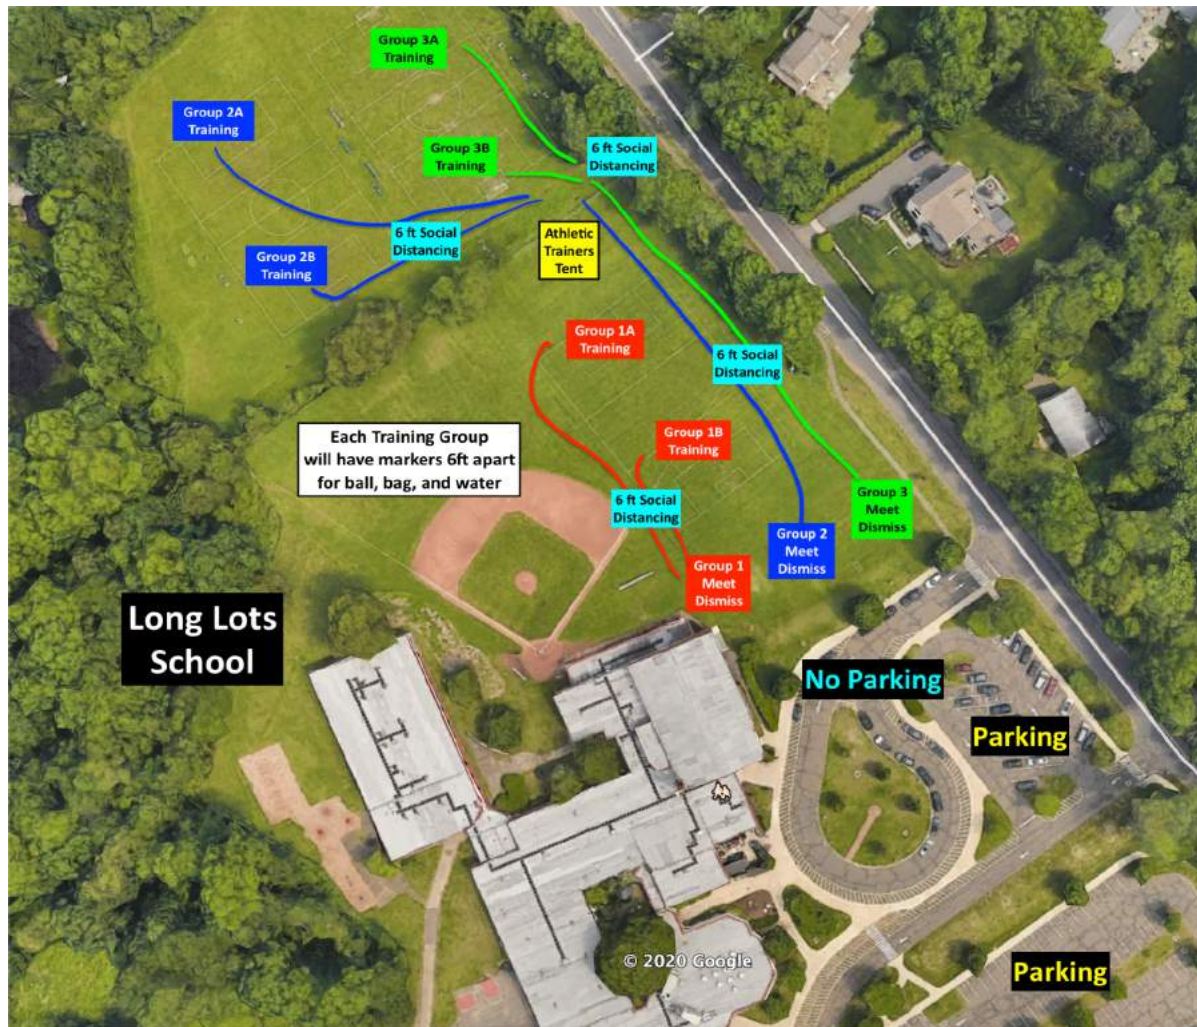 Group 3A
Training
Group 2A
Training
Group 3B
Training
6 ft Social
Distancing
6 ft Social
Distancing
Athletic
Trainers
Tent
Group 2B
Training
Group 1A
Training
6 ft Social
Distancing
Each Training Group
will have markers 6ft apart
for ball, bag, and water
Group 1B
Training
6 ft Social
Distancing
Group 3
Meet
Dismiss
Group 2
Meet
Dismiss
Group 1
Meet
Dismiss
Long Lots
School
No Parking
Parking
© 2020 Google
Parking